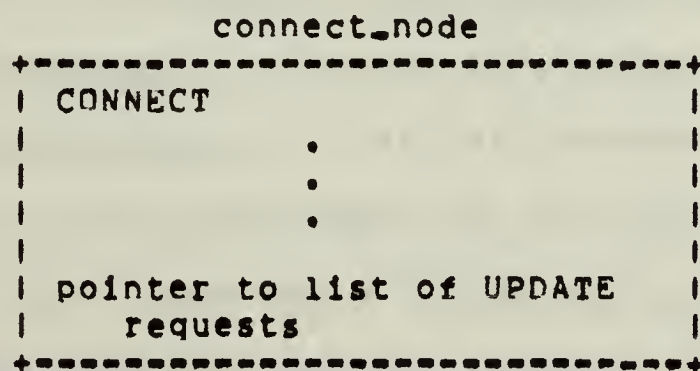 connect_node
+----------------------------------+
| CONNECT |
| . |
| . |
| . |
| |
| pointer to list of UPDATE |
| requests |
+----------------------------------+